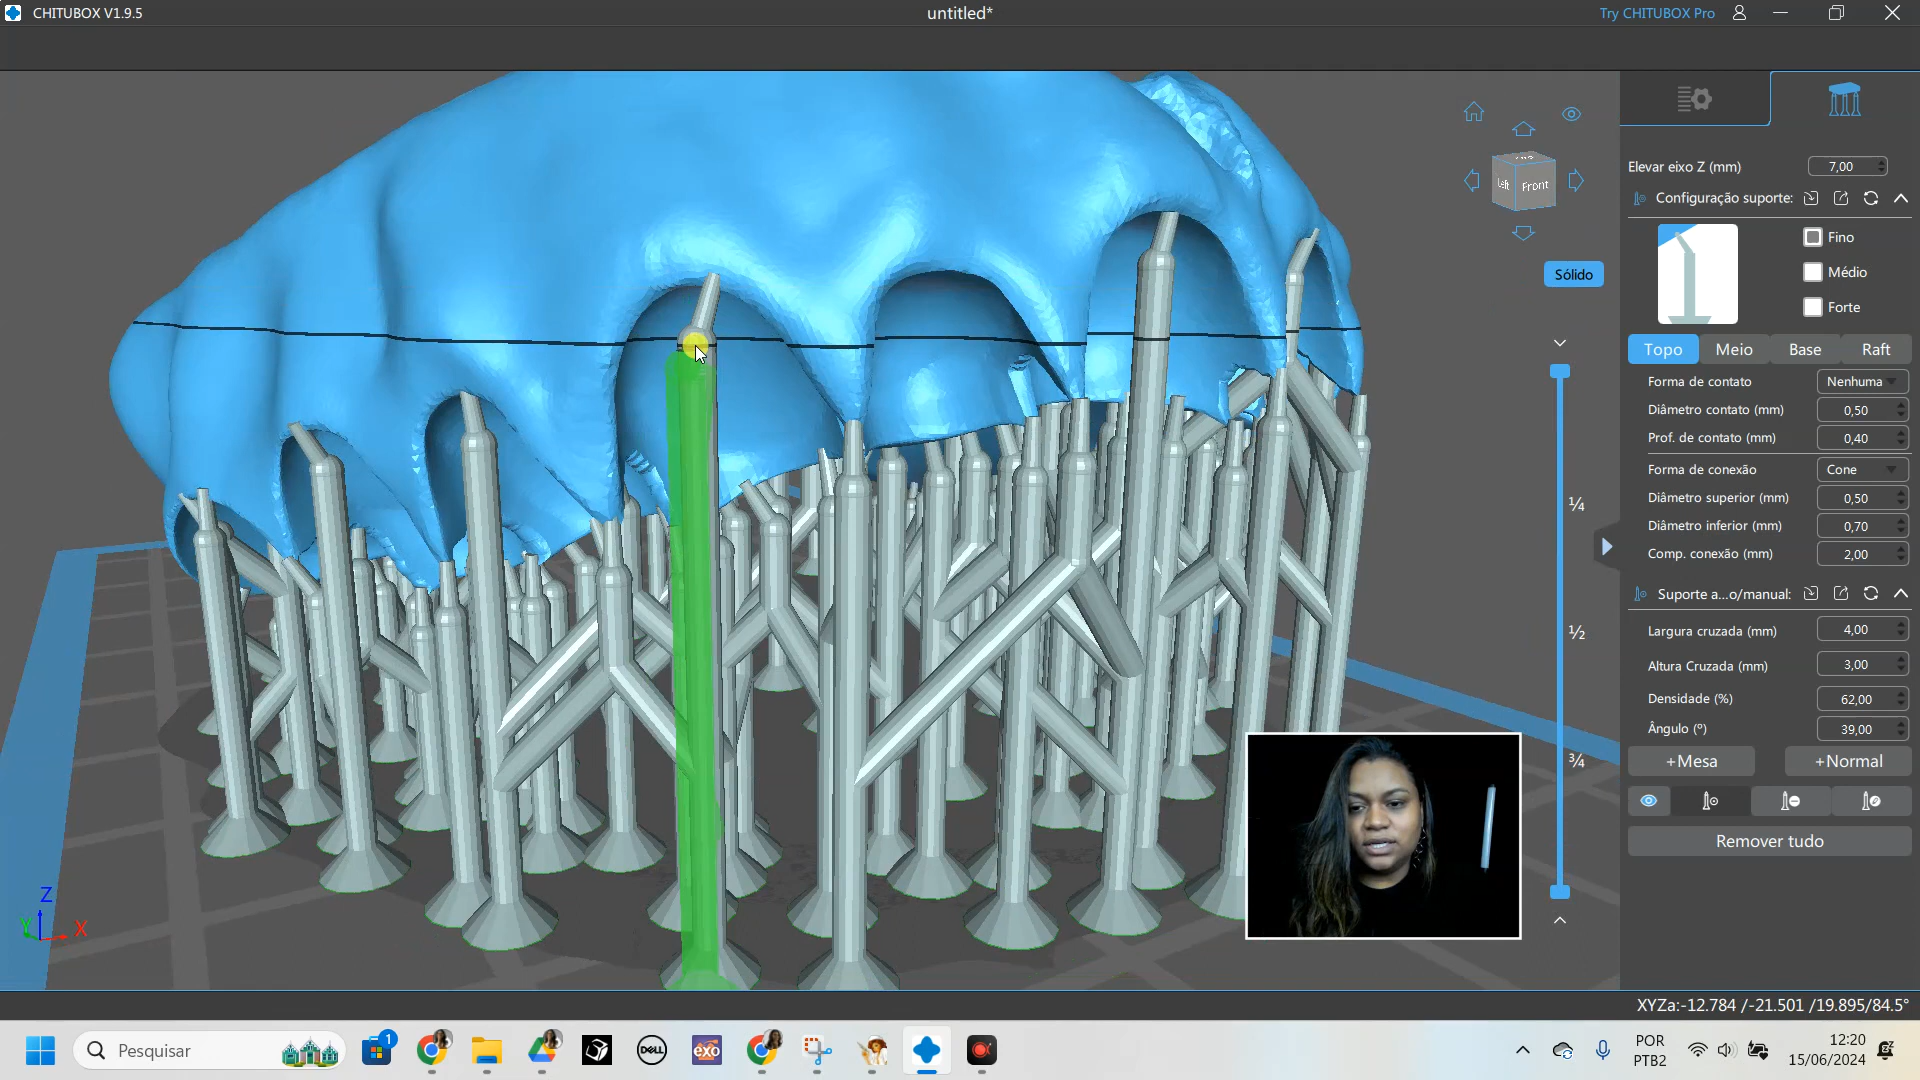 CHITUBOX V1.9.5
untitled*
Try CHITUBOX Pro
Left
Front
Sólido
¼
½
¾
Z
Y
X
Elevar eixo Z (mm)
7,00
Configuração suporte:
Fino
Médio
Forte
Topo
Meio
Base
Raft
Forma de contato
Nenhuma
Diâmetro contato (mm)
0,50
Prof. de contato (mm)
0,40
Forma de conexão
Cone
Diâmetro superior (mm)
0,50
Diâmetro inferior (mm)
0,70
Comp. conexão (mm)
2,00
Suporte a...o/manual:
Largura cruzada (mm)
4,00
Altura Cruzada (mm)
3,00
Densidade (%)
62,00
Ângulo (º)
39,00
+Mesa
+Normal
Remover tudo
XYZa:-12.784 /-21.501 /19.895/84.5°
Pesquisar
1
DELL
exo
POR
PTB2
12:20
15/06/2024